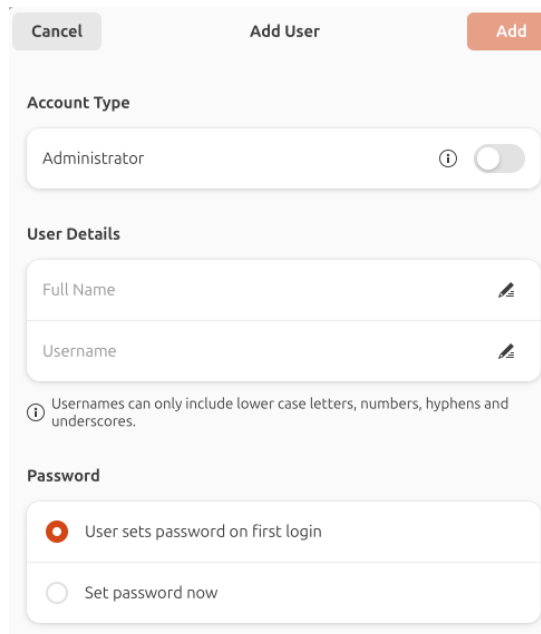 Cancel
Add User
Add
Account Type
Administrator
User Details
Full Name
Username
Usernames can only include lower case letters, numbers, hyphens and
underscores.
Password
User sets password on first login
Set password now